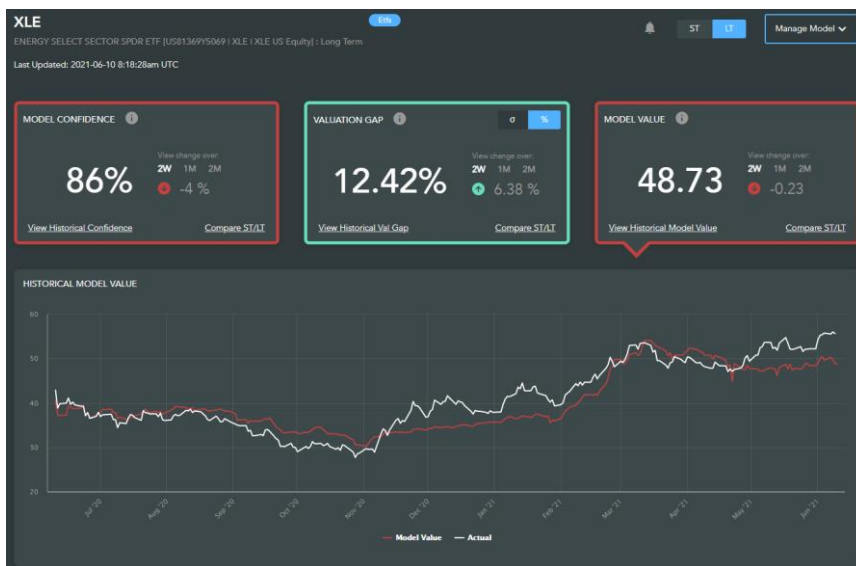 XLE
Etfs
ENERGY SELECT SECTOR SPDR ETF [US81369Y5069 | XLE | XLE US Equity] : Long Term
ST LT
Manage Model
Last Updated: 2021-06-10 8:18:28am UTC
MODEL CONFIDENCE
View change over:
2W 1M 2M
86%
-4 %
View Historical Confidence
Compare ST/LT
VALUATION GAP
σ %
View change over:
2W 1M 2M
12.42%
6.38 %
View Historical Val Gap
Compare ST/LT
MODEL VALUE
View change over:
2W 1M 2M
48.73
-0.23
View Historical Model Value
Compare ST/LT
HISTORICAL MODEL VALUE
60
50
40
30
20
Jul '20
Aug '20
Sep '20
Oct '20
Nov '20
Dec '20
Jan '21
Feb '21
Mar '21
Apr '21
May '21
Jun '21
Model Value
Actual